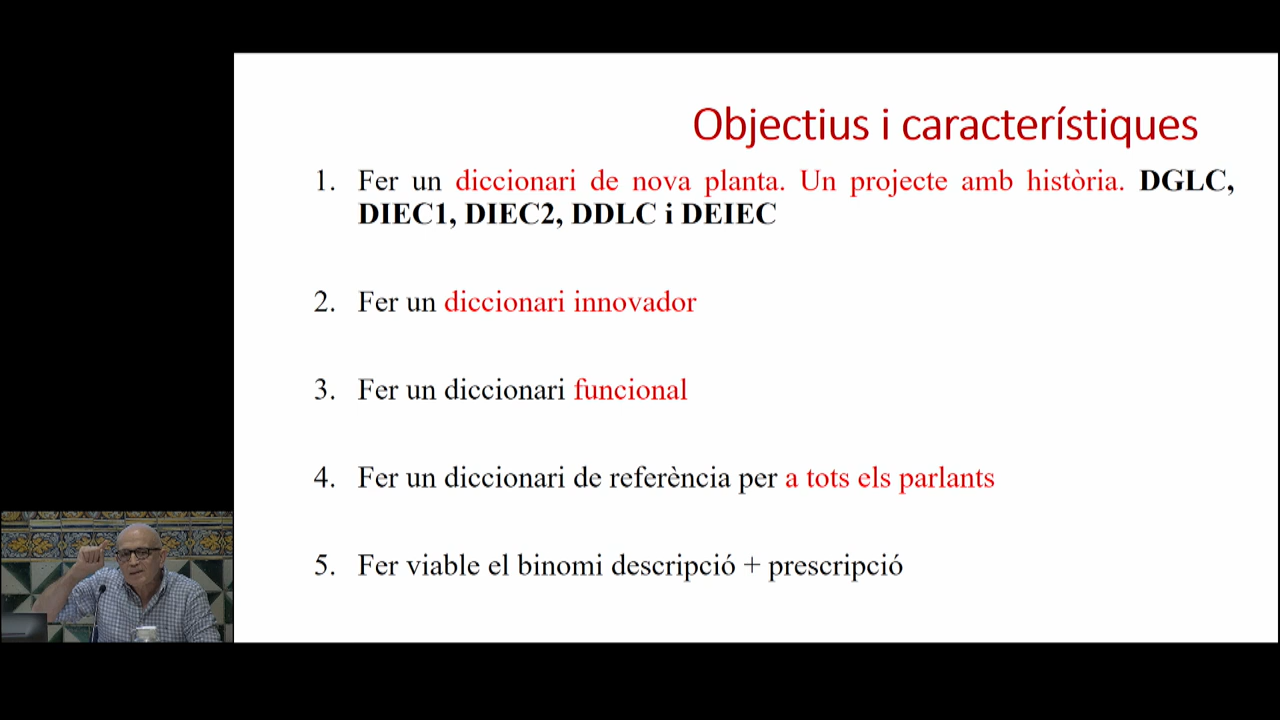 Objectius i característiques
1. Fer un diccionari de nova planta. Un projecte amb història. DGLC,
DIEC1, DIEC2, DDLC i DEIEC
2. Fer un diccionari innovador
3. Fer un diccionari funcional
4. Fer un diccionari de referència per a tots els parlants
5. Fer viable el binomi descripció + prescripció